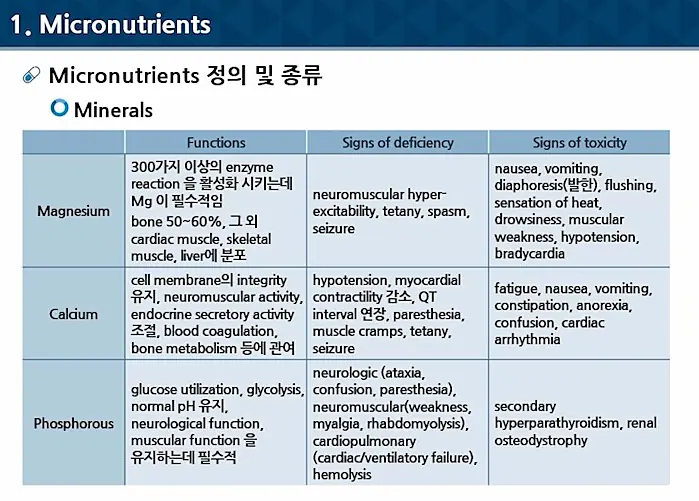 1. Micronutrients
Micronutrients 정의 및 종류
Minerals
Functions
Signs of deficiency
Signs of toxicity
Magnesium
300가지 이상의 enzyme
reaction 을 활성화 시키는데
Mg 이 필수적임
bone 50~60%, 그 외
cardiac muscle, skeletal
muscle, liver에 분포
neuromuscular hyper-
excitability, tetany, spasm,
seizure
nausea, vomiting,
diaphoresis(발한), flushing,
sensation of heat,
drowsiness, muscular
weakness, hypotension,
bradycardia
Calcium
cell membrane의 integrity
유지, neuromuscular activity,
endocrine secretory activity
조절, blood coagulation,
bone metabolism 등에 관여
hypotension, myocardial
contractility 감소, QT
interval 연장, paresthesia,
muscle cramps, tetany,
seizure
fatigue, nausea, vomiting,
constipation, anorexia,
confusion, cardiac
arrhythmia
Phosphorous
glucose utilization, glycolysis,
normal pH 유지,
neurological function,
muscular function 을
유지하는데 필수적
neurologic (ataxia,
confusion, paresthesia),
neuromuscular(weakness,
myalgia, rhabdomyolysis),
cardiopulmonary
(cardiac/ventilatory failure),
hemolysis
secondary
hyperparathyroidism, renal
osteodystrophy